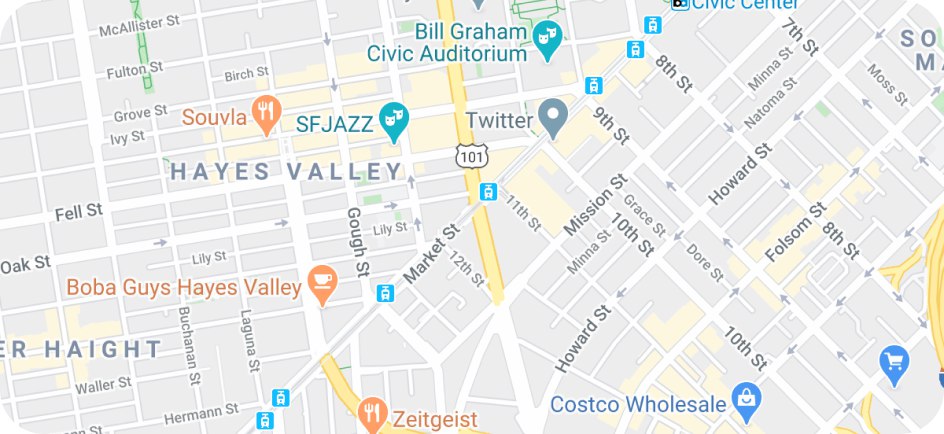 Civic Center
McAllister St
Bill Graham
Civic Auditorium
7th St
SO
MA
Fulton St
Birch St
8th St
Minna St
Moss St
Grove St
Ivy St
Souvla
SFJAZZ
Twitter
9th St
Natoma St
101
HAYES VALLEY
Howard St
Fell St
Gough St
Lily St
11th St
Mission St
Grace St
10th St
Folsom St
8th St
Oak St
Lily St
Market St
12th St
Minna St
Dore St
Boba Guys Hayes Valley
Buchanan St
Laguna St
Howard St
10th St
ER HAIGHT
Waller St
Hermann St
Zeitgeist
Costco Wholesale